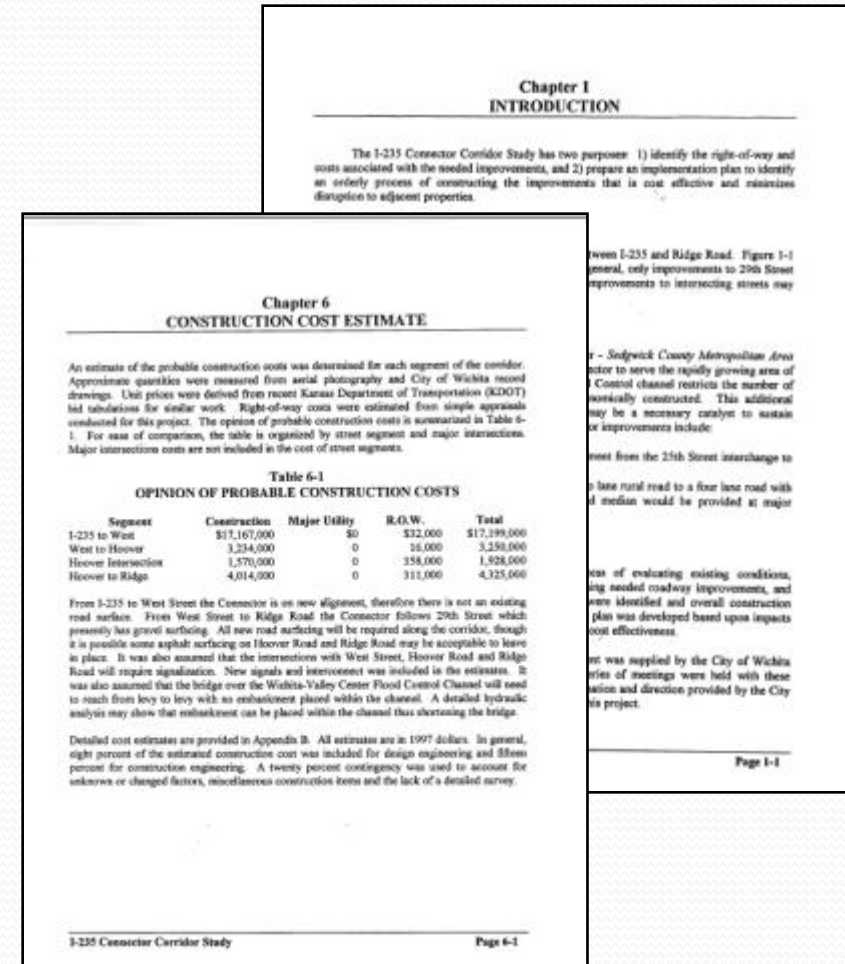 Chapter 1
INTRODUCTION
The I-235 Connector Corridor Study has two purposes: 1) identify the right-of-way and
costs associated with the needed improvements, and 2) prepare an implementation plan to identify
an orderly process of constructing the improvements that is cost effective and minimizes
disruption to adjacent properties.
tween I-235 and Ridge Road. Figure 1-1
general, only improvements to 29th Street
mprovements to intersecting streets may
r - Sedgwick County Metropolitan Area
ector to serve the rapidly growing area of
l Control channel restricts the number of
nomically constructed. This additional
may be a necessary catalyst to sustain
or improvements include:
ment from the 25th Street interchange to
o lane rural road to a four lane road with
d median would be provided at major
cess of evaluating existing conditions,
ing needed roadway improvements, and
were identified and overall construction
plan was developed based upon impacts
cost effectiveness.
nt was supplied by the City of Wichita
ries of meetings were held with these
nation and direction provided by the City
his project.
Page 1-1
Chapter 6
CONSTRUCTION COST ESTIMATE
An estimate of the probable construction costs was determined for each segment of the corridor.
Approximate quantities were measured from aerial photography and City of Wichita record
drawings. Unit prices were derived from recent Kansas Department of Transportation (KDOT)
bid tabulations for similar work. Right-of-way costs were estimated from simple appraisals
conducted for this project. The opinion of probable construction costs is summarized in Table 6-
1. For ease of comparison, the table is organized by street segment and major intersections.
Major intersections costs are not included in the cost of street segments.
Table 6-1
OPINION OF PROBABLE CONSTRUCTION COSTS
Segment Construction Major Utility R.O.W. Total
I-235 to West $17,167,000 $0 $32,000 $17,199,000
West to Hoover 3,234,000 0 16,000 3,250,000
Hoover Intersection 1,570,000 0 358,000 1,928,000
Hoover to Ridge 4,014,000 0 311,000 4,325,000
From I-235 to West Street the Connector is on new alignment, therefore there is not an existing
road surface. From West Street to Ridge Road the Connector follows 29th Street which
presently has gravel surfacing. All new road surfacing will be required along the corridor, though
it is possible some asphalt surfacing on Hoover Road and Ridge Road may be acceptable to leave
in place. It was also assumed that the intersections with West Street, Hoover Road and Ridge
Road will require signalization. New signals and interconnect was included in the estimates. It
was also assumed that the bridge over the Wichita-Valley Center Flood Control Channel will need
to reach from levy to levy with no embankment placed within the channel. A detailed hydraulic
analysis may show that embankment can be placed within the channel thus shortening the bridge.
Detailed cost estimates are provided in Appendix B. All estimates are in 1997 dollars. In general,
eight percent of the estimated construction cost was included for design engineering and fifteen
percent for construction engineering. A twenty percent contingency was used to account for
unknown or changed factors, miscellaneous construction items and the lack of a detailed survey.
I-235 Connector Corridor Study Page 6-1